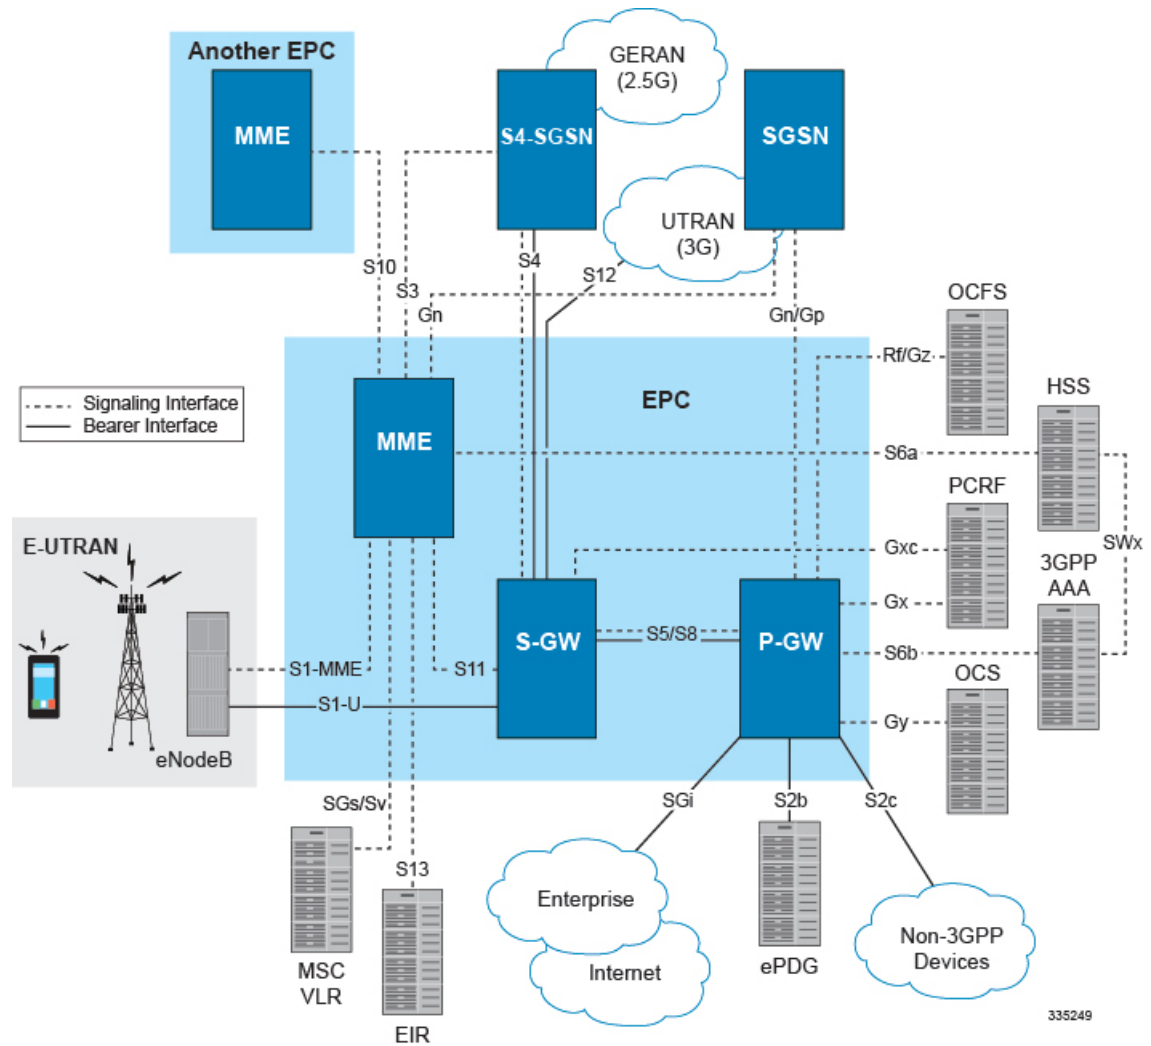 Another EPC
MME
GERAN
(2.5G)
S4-SGSN
SGSN
UTRAN
(3G)
S10
S3
Gn
S4
S12
Gn/Gp
OCFS
Rf/Gz
HSS
Signaling Interface
Bearer Interface
EPC
MME
S6a
PCRF
SWx
Gxc
3GPP
AAA
E-UTRAN
Gx
S-GW
S5/S8
P-GW
S6b
S1-MME
S11
OCS
S1-U
Gy
eNodeB
SGs/Sv
SGi
S2b
S2c
S13
Enterprise
Internet
MSC
VLR
EIR
ePDG
Non-3GPP
Devices
335249